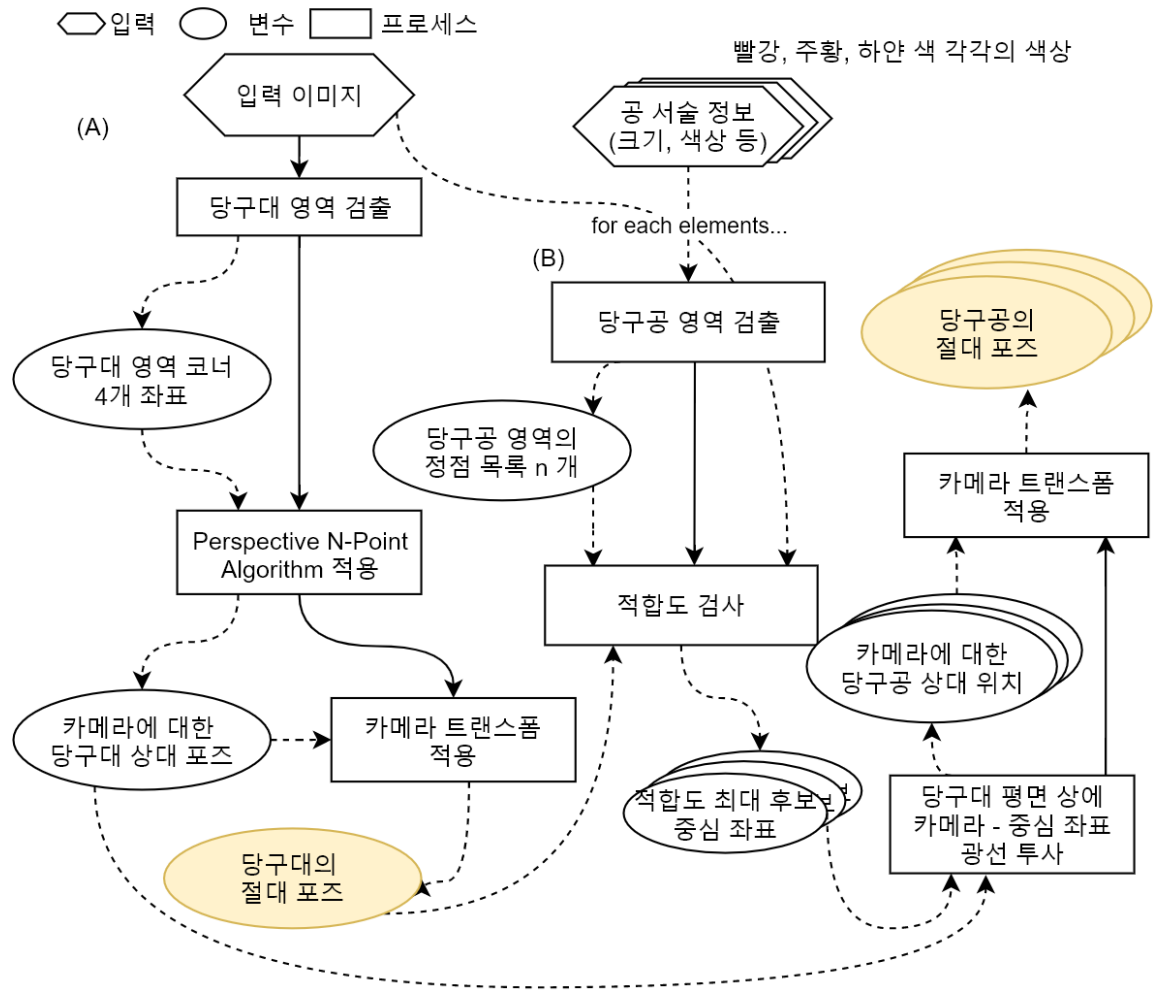 입력 변수 프로세스
빨강, 주황, 하얀 색 각각의 색상
입력 이미지
(A)
공 서술 정보
(크기, 색상 등)
당구대 영역 검출
for each elements...
(B)
당구공 영역 검출
당구공의
절대 포즈
당구대 영역 코너
4개 좌표
당구공 영역의
정점 목록 n 개
카메라 트랜스폼
적용
Perspective N-Point
Algorithm 적용
적합도 검사
카메라에 대한
당구공 상대 위치
카메라에 대한
당구대 상대 포즈
카메라 트랜스폼
적용
적합도 최대 후보
중심 좌표
당구대 평면 상에
카메라 - 중심 좌표
광선 투사
당구대의
절대 포즈